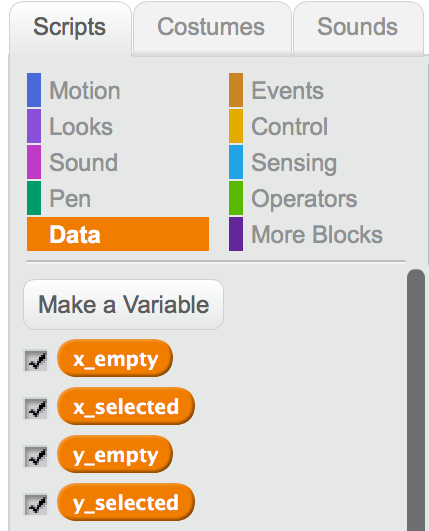 Scripts Costumes Sounds
Motion Events
Looks Control
Sound Sensing
Pen Operators
Data More Blocks
Make a Variable
x_empty
x_selected
y_empty
y_selected